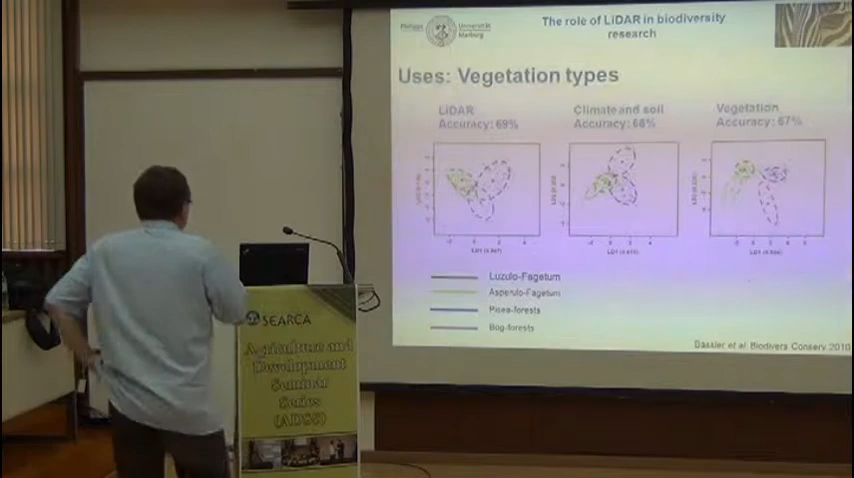 Philipps
Universität
Marburg
The role of LiDAR in biodiversity
research
Uses: Vegetation types
LiDAR
Accuracy: 69%
Climate and soil
Accuracy: 68%
Vegetation
Accuracy: 67%
Luzulo-Fagetum
Asperulo-Fagetum
Picea-forests
Bog-forests
Bässler et al. Biodivers Conserv. 2010
SEARCA
Agriculture and
Development
Seminar
Series
(ADSS)